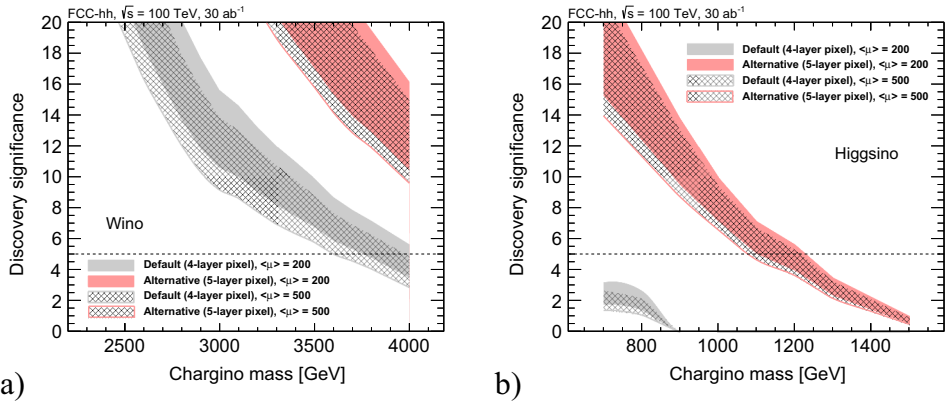 FCC-hh, √s = 100 TeV, 30 ab⁻¹
Discovery significance
20
18
16
14
12
10
8
6
4
2
0
Wino
Default (4-layer pixel), <μ> = 200
Alternative (5-layer pixel), <μ> = 200
Default (4-layer pixel), <μ> = 500
Alternative (5-layer pixel), <μ> = 500
2500 3000 3500 4000
Chargino mass [GeV]
a)
FCC-hh, √s = 100 TeV, 30 ab⁻¹
Discovery significance
20
18
16
14
12
10
8
6
4
2
0
Default (4-layer pixel), <μ> = 200
Alternative (5-layer pixel), <μ> = 200
Default (4-layer pixel), <μ> = 500
Alternative (5-layer pixel), <μ> = 500
Higgsino
800 1000 1200 1400
Chargino mass [GeV]
b)